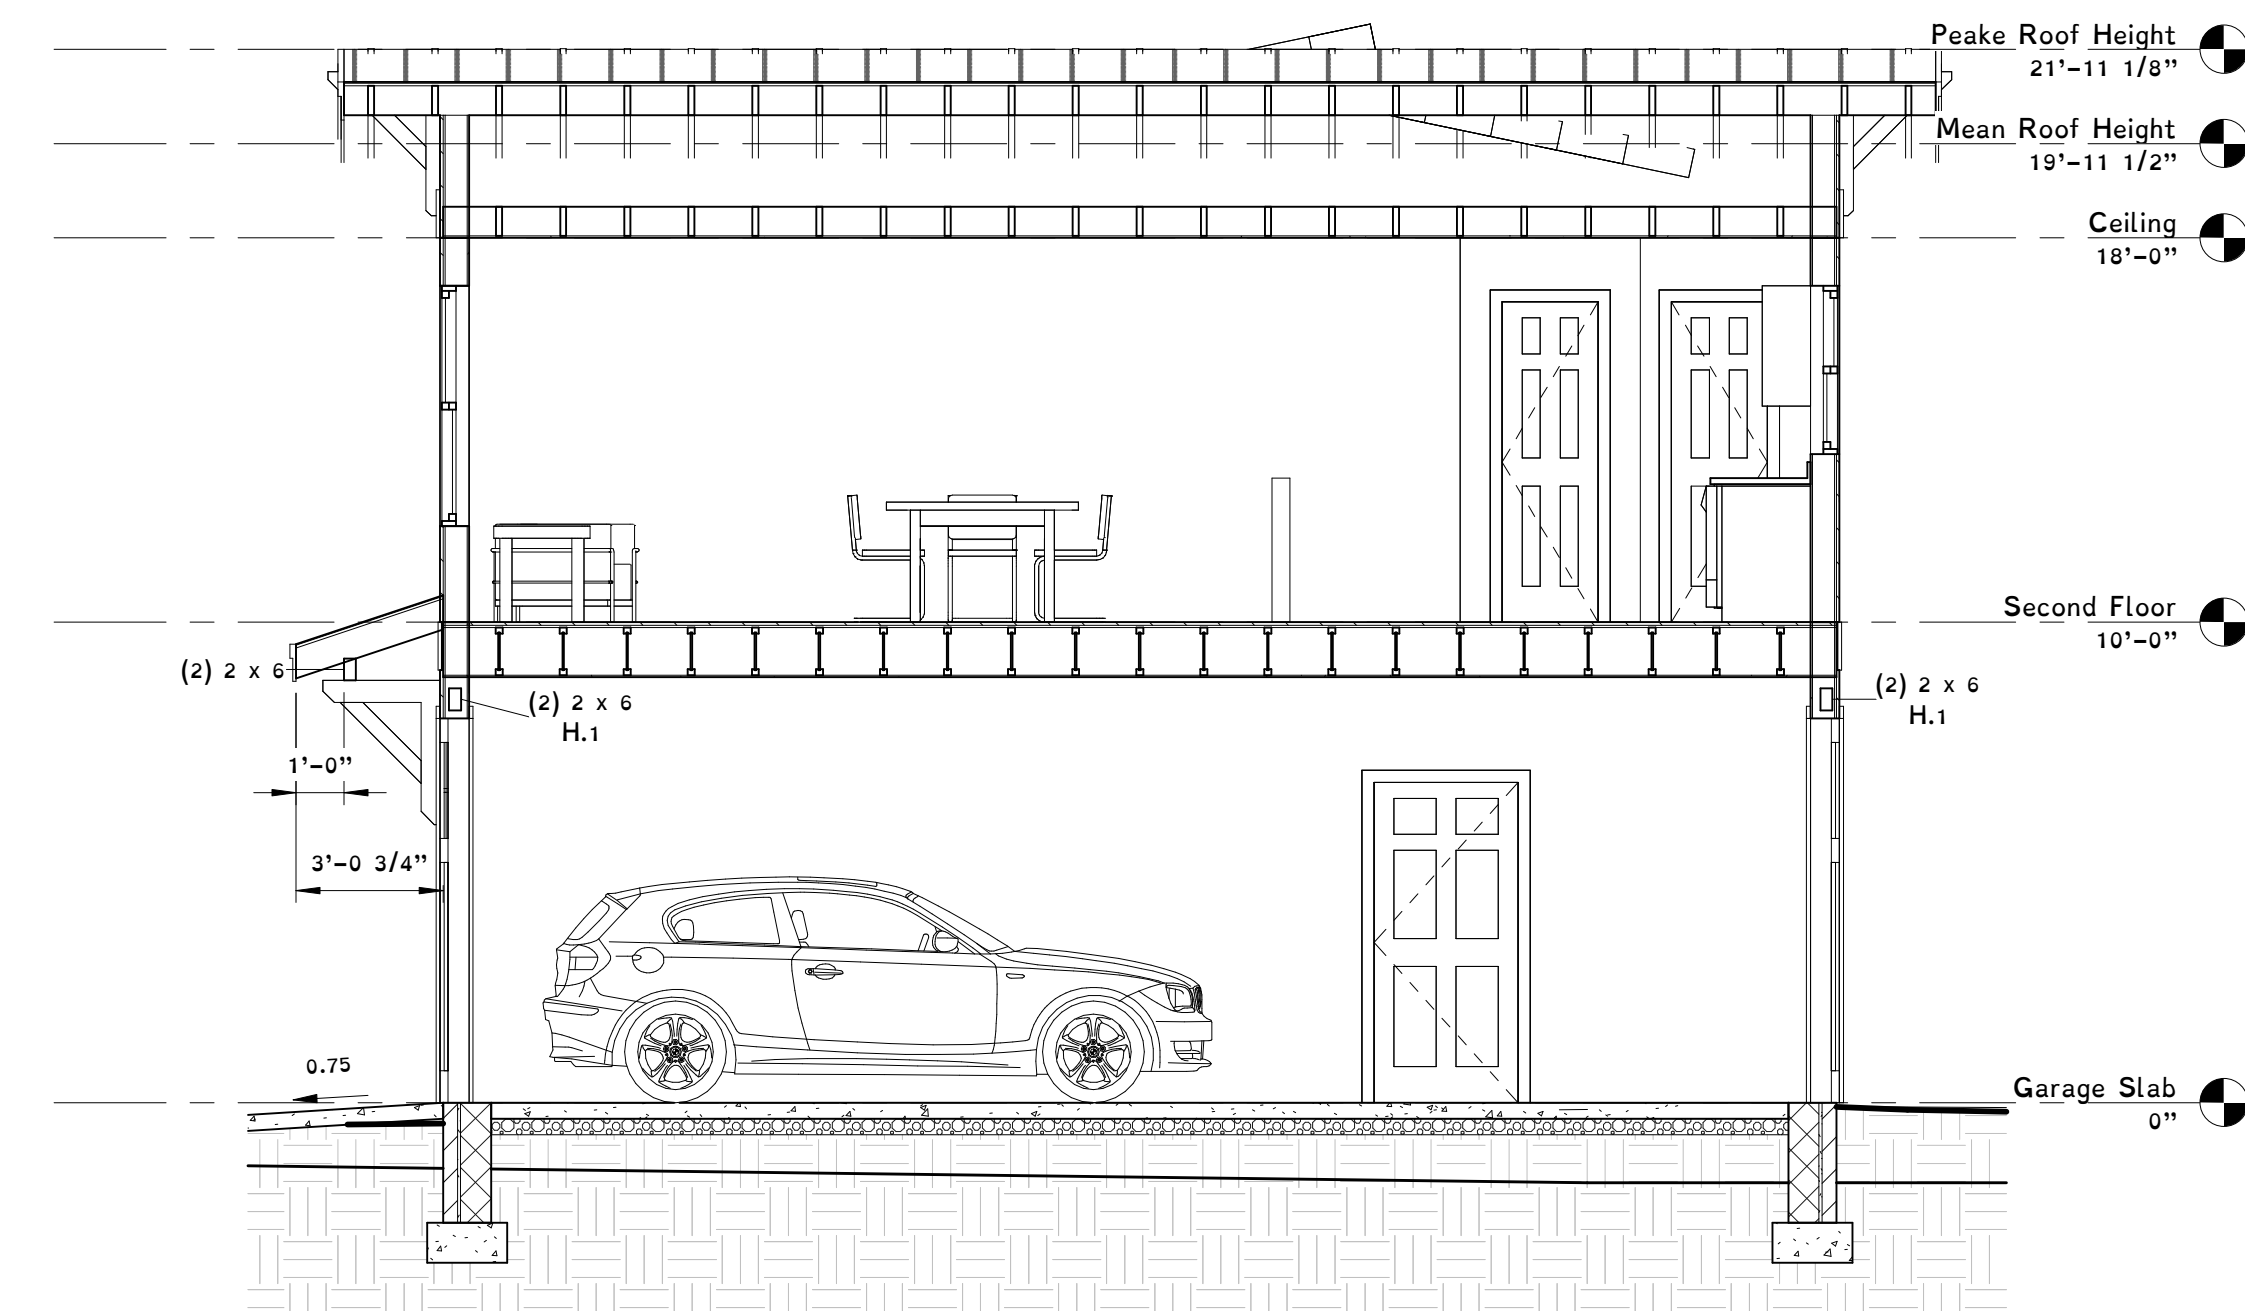 Peake Roof Height
21’-11 1/8”
Mean Roof Height
19’-11 1/2”
Ceiling
18’-0”
Second Floor
10’-0”
(2) 2 x 6
(2) 2 x 6
H.1
(2) 2 x 6
H.1
1’-0”
3’-0 3/4”
0.75
Garage Slab
0”